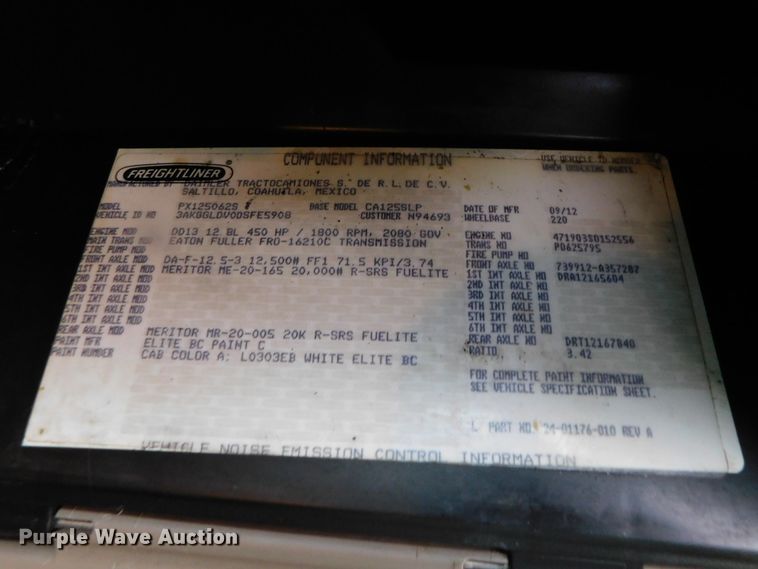 FREIGHTLINER
COMPONENT INFORMATION
USE VEHICLE ID NUMBER
WHEN ORDERING PARTS.
MANUFACTURED BY DAIMLER TRACTOCAMIONES S. DE R.L. DE C.V.
SALTILLO, COAHUILA, MEXICO
MODEL PX125062S BASE MODEL CA125SLP DATE OF MFR 09/12
VEHICLE ID NO 3AKGGLDV0DSFE5908 CUSTOMER N94693 WHEELBASE 220
ENGINE MOD DD13 12 BL 450 HP / 1800 RPM, 2080 GOV ENGINE NO 471903S0152556
MAIN TRANS MOD EATON FULLER FRO-16210C TRANSMISSION TRANS NO P0625795
FIRE PUMP MOD FIRE PUMP NO
FRONT AXLE MOD DA-F-12.5-3 12,500# FF1 71.5 KPI/3.74 FRONT AXLE NO 739912-A357287
1ST INT AXLE MOD MERITOR ME-20-165 20,000# R-SRS FUELITE 1ST INT AXLE NO DRA12165604
2ND INT AXLE MOD 2ND INT AXLE NO
3RD INT AXLE MOD 3RD INT AXLE NO
4TH INT AXLE MOD 4TH INT AXLE NO
5TH INT AXLE MOD 5TH INT AXLE NO
6TH INT AXLE MOD 6TH INT AXLE NO
REAR AXLE MOD MERITOR MR-20-005 20K R-SRS FUELITE REAR AXLE NO DRT12167840
PAINT MFR ELITE BC PAINT C RATIO 3.42
PAINT NUMBER CAB COLOR A: L0303EB WHITE ELITE BC
FOR COMPLETE PAINT INFORMATION
SEE VEHICLE SPECIFICATION SHEET.
PART NO. 24-01176-010 REV A
VEHICLE NOISE EMISSION CONTROL INFORMATION
Purple Wave Auction